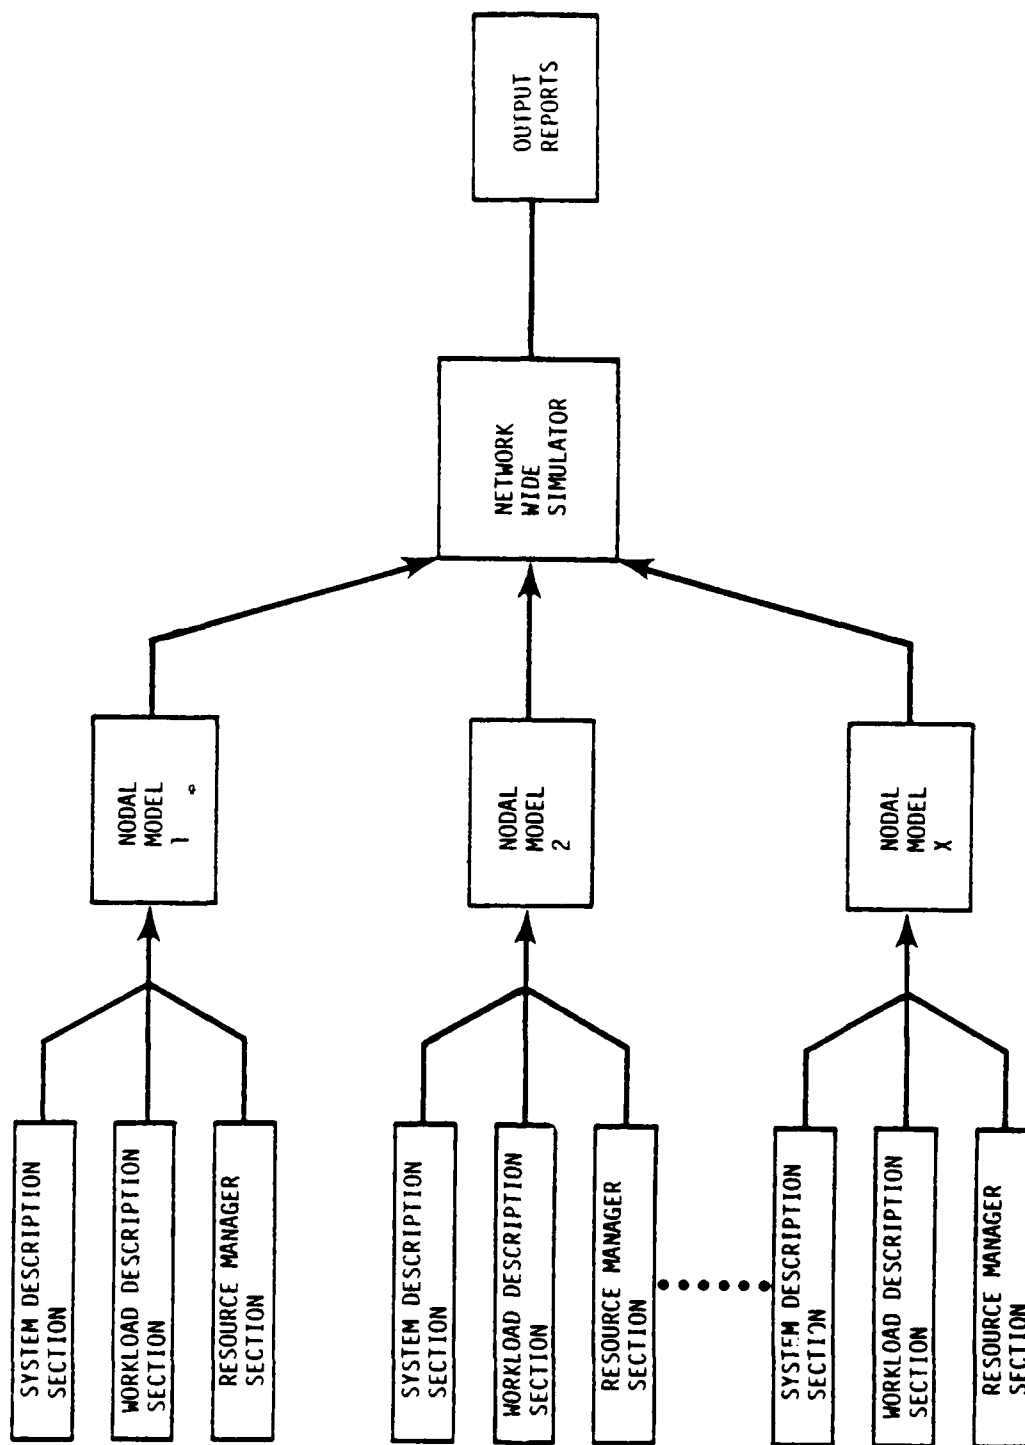 SYSTEM DESCRIPTION
SECTION
WORKLOAD DESCRIPTION
SECTION
RESOURCE MANAGER
SECTION
NODAL
MODEL
1
SYSTEM DESCRIPTION
SECTION
WORKLOAD DESCRIPTION
SECTION
RESOURCE MANAGER
SECTION
NODAL
MODEL
2
SYSTEM DESCRIPTION
SECTION
WORKLOAD DESCRIPTION
SECTION
RESOURCE MANAGER
SECTION
NODAL
MODEL
X
NETWORK
WIDE
SIMULATOR
OUTPUT
REPORTS